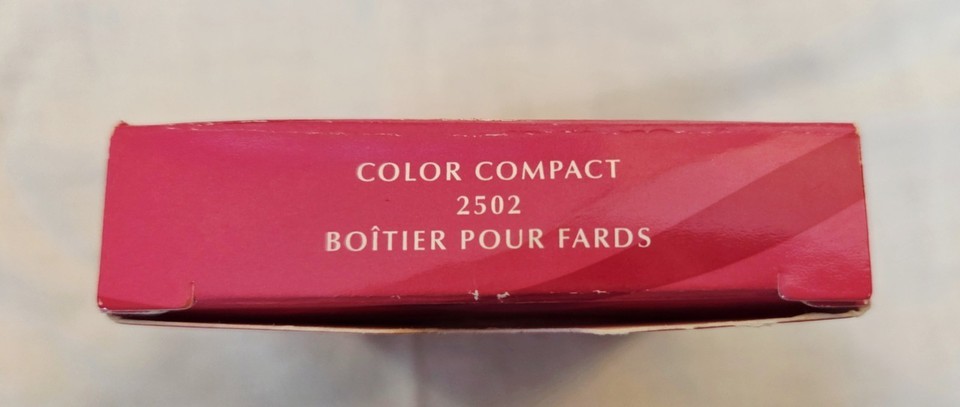 COLOR COMPACT
2502
BOÎTIER POUR FARDS